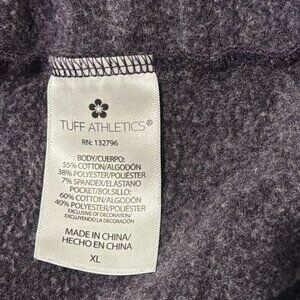 TUFF ATHLETICS®
RN: 132796
BODY/CUERPO:
55% COTTON/ALGODÓN
38% POLYESTER/POLIÉSTER
7% SPANDEX/ELASTANO
POCKET/BOLSILLO:
60% COTTON/ALGODÓN
40% POLYESTER/POLIÉSTER
EXCLUSIVE OF DECORATION/
EXCLUYENDO LA DECORACIÓN
MADE IN CHINA/
HECHO EN CHINA
XL